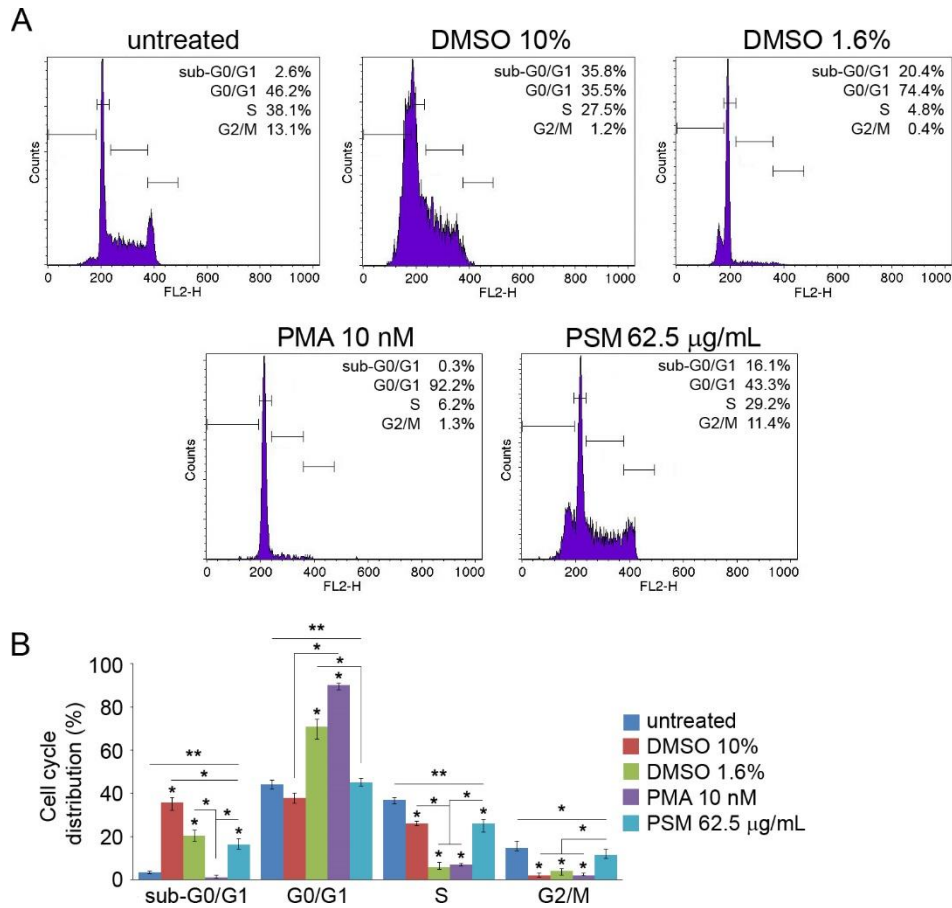 A
untreated
sub-G0/G1 2.6%
G0/G1 46.2%
S 38.1%
G2/M 13.1%
Counts
0 200 400 600 800 1000
FL2-H
DMSO 10%
sub-G0/G1 35.8%
G0/G1 35.5%
S 27.5%
G2/M 1.2%
Counts
0 200 400 600 800 1000
FL2-H
DMSO 1.6%
sub-G0/G1 20.4%
G0/G1 74.4%
S 4.8%
G2/M 0.4%
Counts
0 200 400 600 800 1000
FL2-H
PMA 10 nM
sub-G0/G1 0.3%
G0/G1 92.2%
S 6.2%
G2/M 1.3%
Counts
0 200 400 600 800 1000
FL2-H
PSM 62.5 μg/mL
sub-G0/G1 16.1%
G0/G1 43.3%
S 29.2%
G2/M 11.4%
Counts
0 200 400 600 800 1000
FL2-H
B
Cell cycle
distribution (%)
100
80
60
40
20
0
** * * * * * *
** * * * *
** * * * * * *
* * * * *
sub-G0/G1 G0/G1 S G2/M
untreated
DMSO 10%
DMSO 1.6%
PMA 10 nM
PSM 62.5 μg/mL